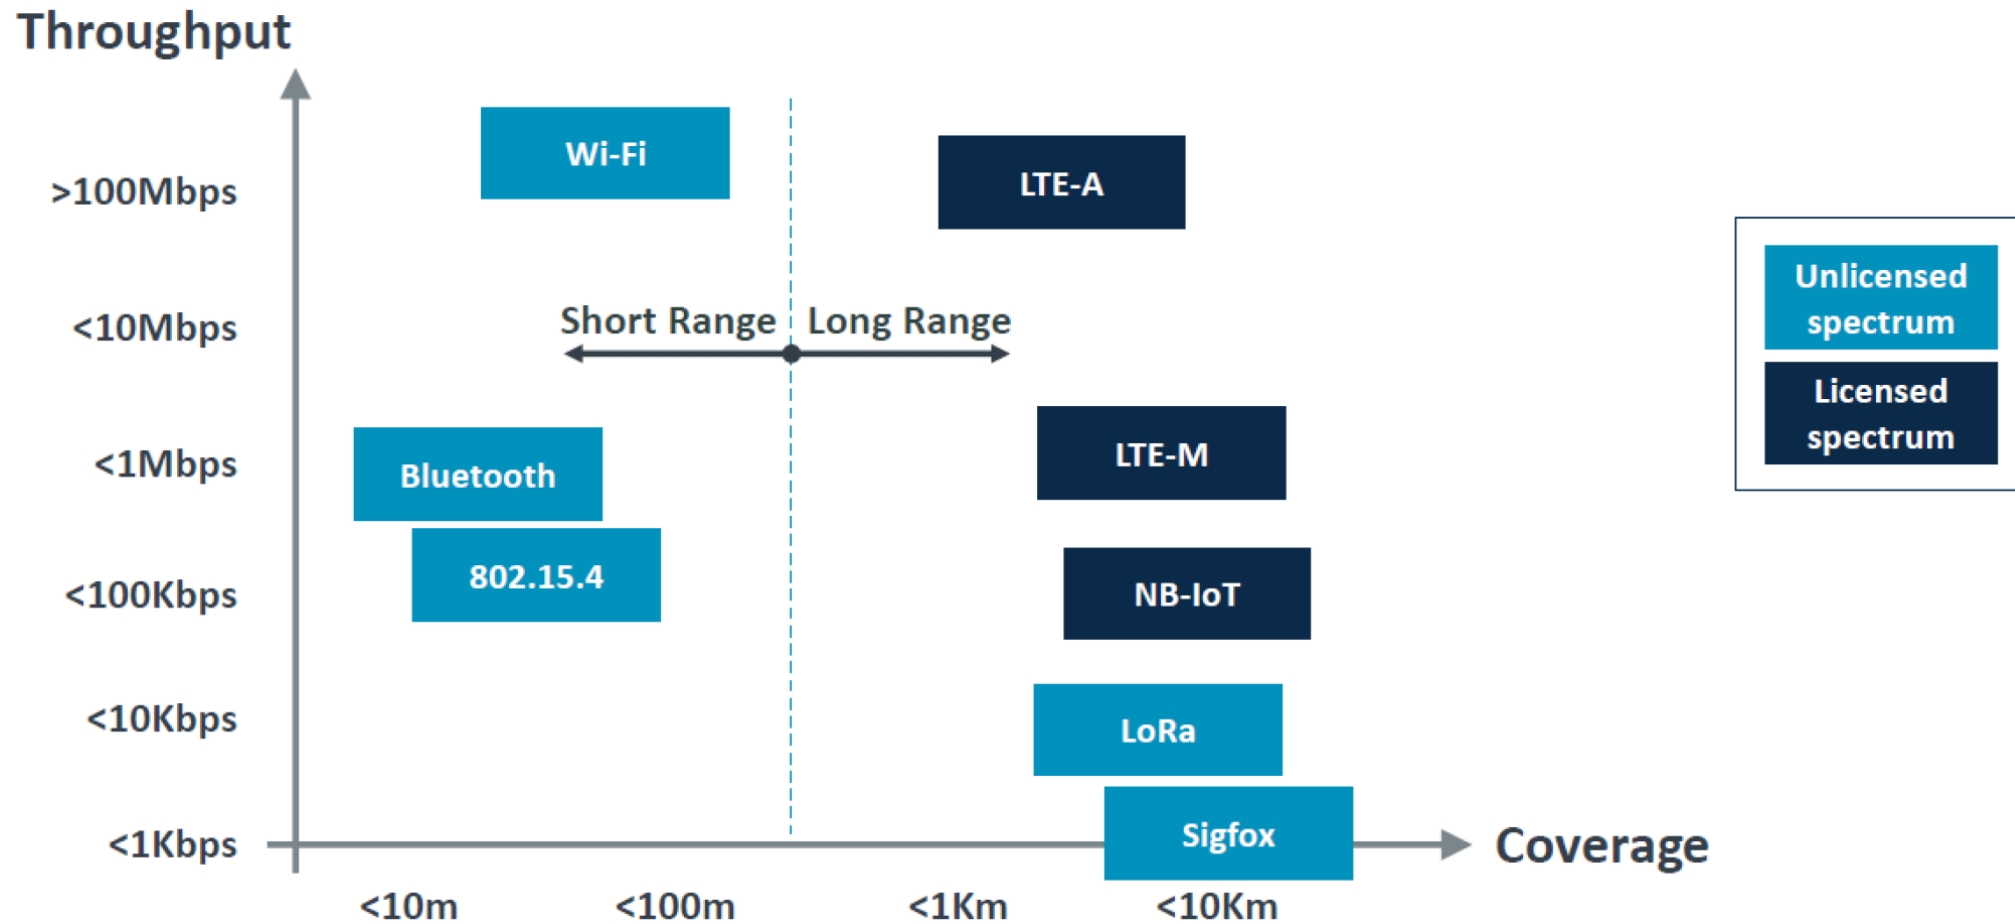 Throughput
Wi-Fi
LTE-A
>100Mbps
Unlicensed
spectrum
<10Mbps
Short Range
Long Range
Licensed
spectrum
<1Mbps
Bluetooth
LTE-M
<100Kbps
802.15.4
NB-IoT
<10Kbps
LoRa
<1Kbps
Sigfox
Coverage
<10m
<100m
<1Km
<10Km